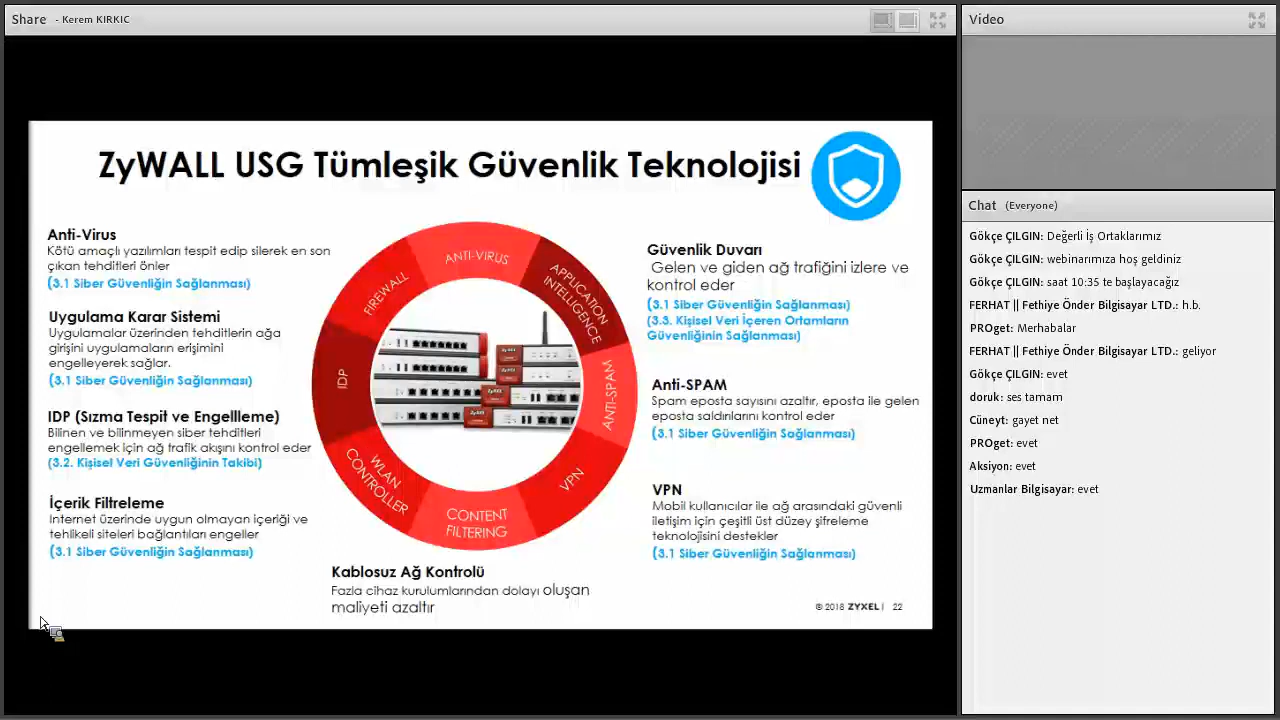 Share - Kerem KIRKIC
ZyWALL USG Tümleşik Güvenlik Teknolojisi
Anti-Virus
Kötü amaçlı yazılımları tespit edip silerek en son
çıkan tehditleri önler
(3.1 Siber Güvenliğin Sağlanması)
Uygulama Karar Sistemi
Uygulamalar üzerinden tehditlerin ağa
girişini uygulamaların erişimini
engelleyerek sağlar.
(3.1 Siber Güvenliğin Sağlanması)
IDP (Sızma Tespit ve Engellleme)
Bilinen ve bilinmeyen siber tehditleri
engellemek için ağ trafik akışını kontrol eder
(3.2. Kişisel Veri Güvenliğinin Takibi)
İçerik Filtreleme
Internet üzerinde uygun olmayan içeriği ve
tehlikeli siteleri bağlantıları engeller
(3.1 Siber Güvenliğin Sağlanması)
ANTI-VIRUS
APPLICATION
INTELLIGENCE
ANTI-SPAM
VPN
CONTENT
FILTERING
WLAN
CONTROLLER
IDP
FIREWALL
ZyXEL
Kablosuz Ağ Kontrolü
Fazla cihaz kurulumlarından dolayı oluşan
maliyeti azaltır
Güvenlik Duvarı
Gelen ve giden ağ trafiğini izlere ve
kontrol eder
(3.1 Siber Güvenliğin Sağlanması)
(3.3. Kişisel Veri İçeren Ortamların
Güvenliğinin Sağlanması)
Anti-SPAM
Spam eposta sayısını azaltır, eposta ile gelen
eposta saldırılarını kontrol eder
(3.1 Siber Güvenliğin Sağlanması)
VPN
Mobil kullanıcılar ile ağ arasındaki güvenli
iletişim için çeşitli üst düzey şifreleme
teknolojisini destekler
(3.1 Siber Güvenliğin Sağlanması)
© 2018 ZYXEL | 22
Video
Chat (Everyone)
Gökçe ÇILGIN: Değerli İş Ortaklarımız
Gökçe ÇILGIN: webinarımıza hoş geldiniz
Gökçe ÇILGIN: saat 10:35 te başlayacağız
FERHAT || Fethiye Önder Bilgisayar LTD.: h.b.
PROget: Merhabalar
FERHAT || Fethiye Önder Bilgisayar LTD.: geliyor
Gökçe ÇILGIN: evet
doruk: ses tamam
Cüneyt: gayet net
PROget: evet
Aksiyon: evet
Uzmanlar Bilgisayar: evet